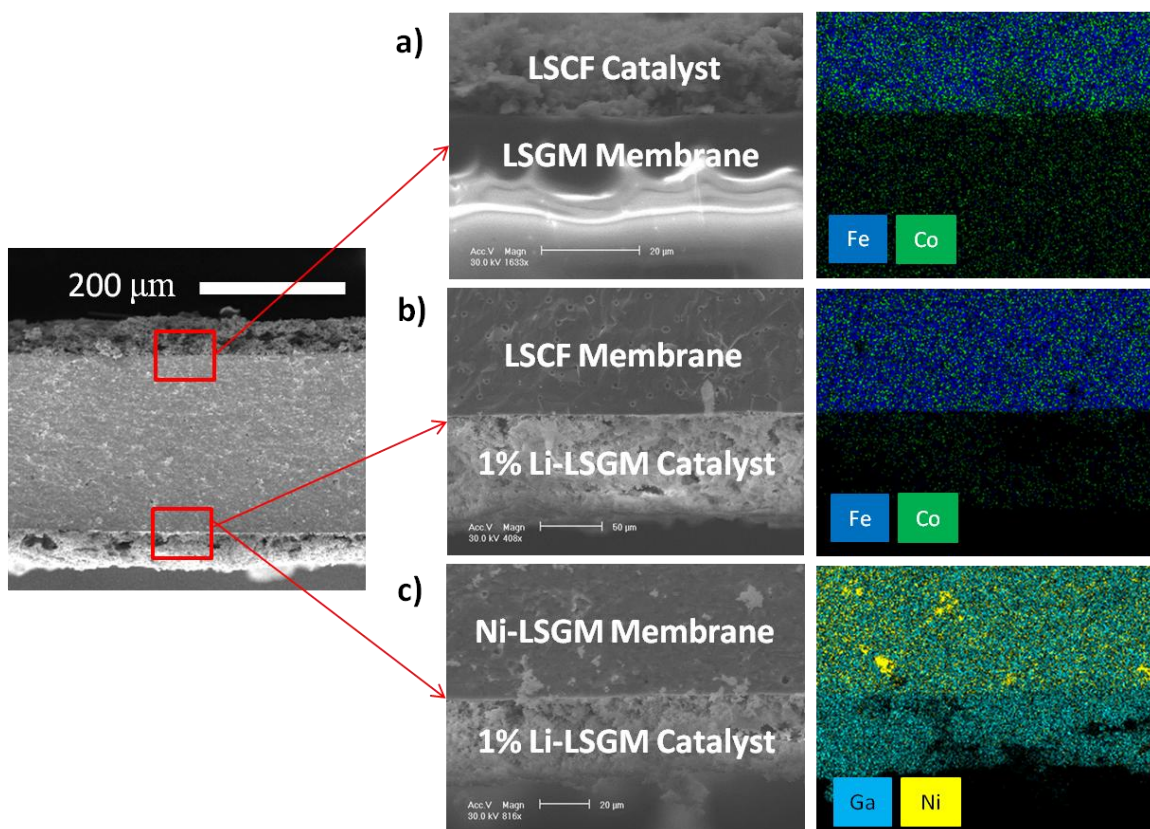 200 μm
a)
LSCF Catalyst
LSGM Membrane
Acc.V Magn
30.0 kV 1633x
20 μm
Fe Co
b)
LSCF Membrane
1% Li-LSGM Catalyst
Acc.V Magn
30.0 kV 408x
50 μm
Fe Co
c)
Ni-LSGM Membrane
1% Li-LSGM Catalyst
Acc.V Magn
30.0 kV 816x
20 μm
Ga Ni